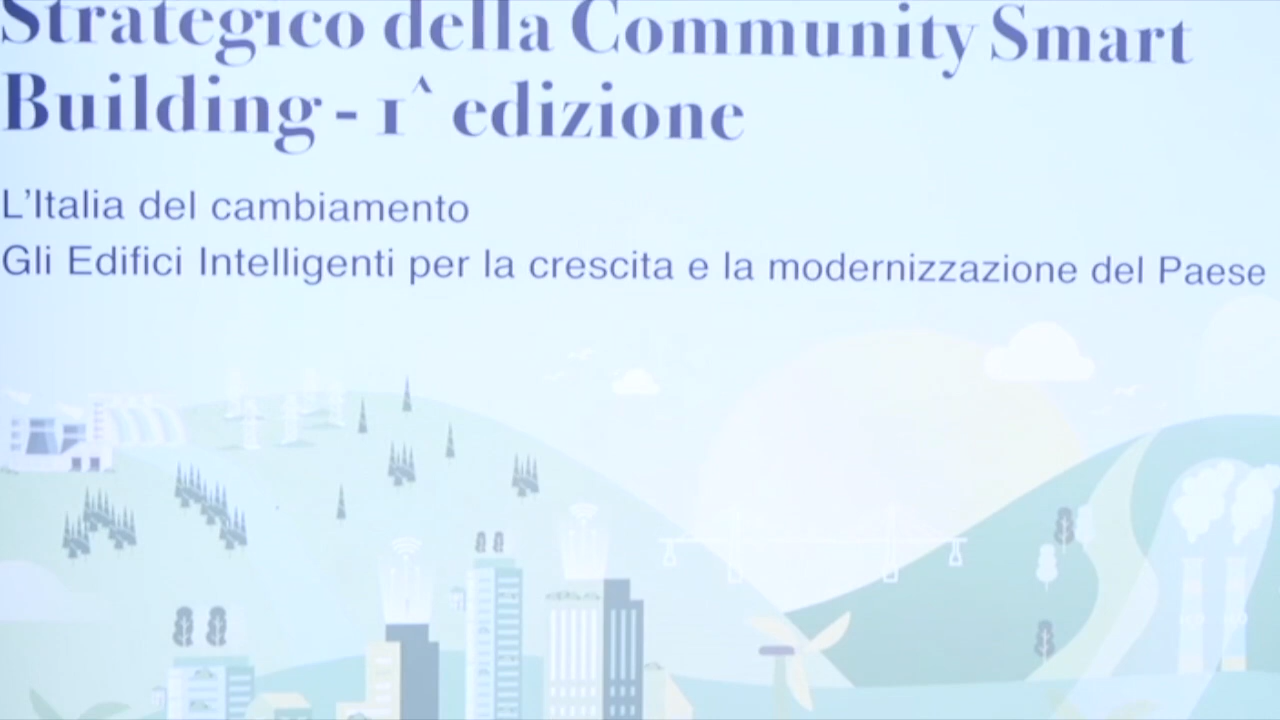 Strategico della Community Smart
Building - 1^ edizione
L'Italia del cambiamento
Gli Edifici Intelligenti per la crescita e la modernizzazione del Paese